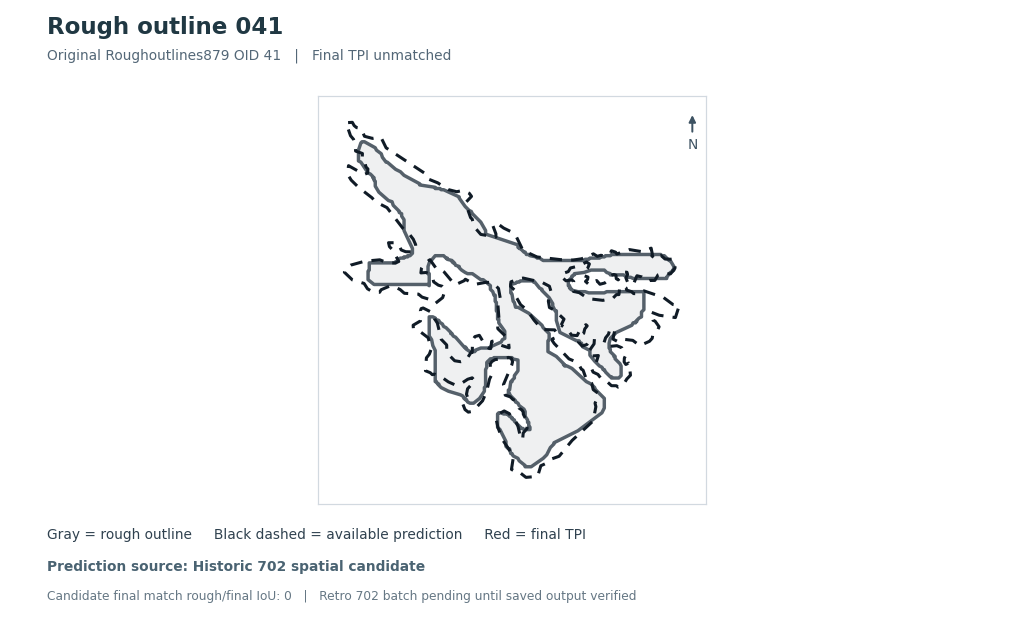 Rough outline 041
Original Roughoutlines879 OID 41 | Final TPI unmatched
N
Gray = rough outline Black dashed = available prediction Red = final TPI
Prediction source: Historic 702 spatial candidate
Candidate final match rough/final IoU: 0 | Retro 702 batch pending until saved output verified